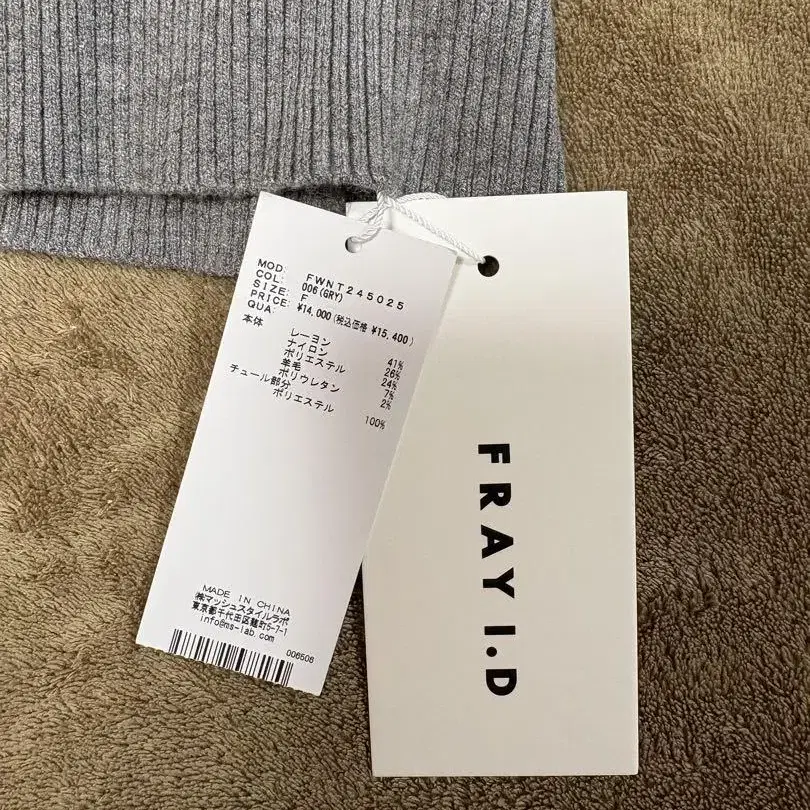 MOD: FWNT245025
COL: 006(GRY)
SIZE: F
PRICE: ¥14,000(税込価格 ¥15,400)
QUA:
本体
レーヨン 41%
ナイロン 26%
ポリエステル 24%
羊毛 7%
ポリウレタン 2%
チュール部分
ポリエステル 100%
MADE IN CHINA
㈱マッシュスタイルラボ
東京都千代田区麹町5-7-1
info@ms-lab.com
006506
FRAY I.D